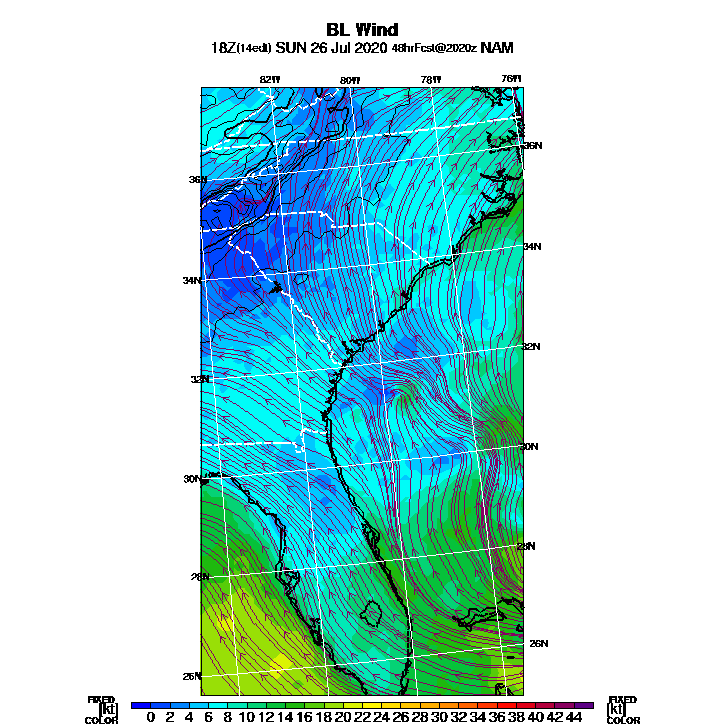 BL Wind
18Z(14edt) SUN 26 Jul 2020 48hrFcst@2020z NAM
82W 80W 78W 76W
36N 36N
34N 34N
32N 32N
30N 30N
28N 28N
26N 26N
FIXED FIXED
[kt] 0 2 4 6 8 10 12 14 16 18 20 22 24 26 28 30 32 34 36 38 40 42 44 [kt]
COLOR COLOR